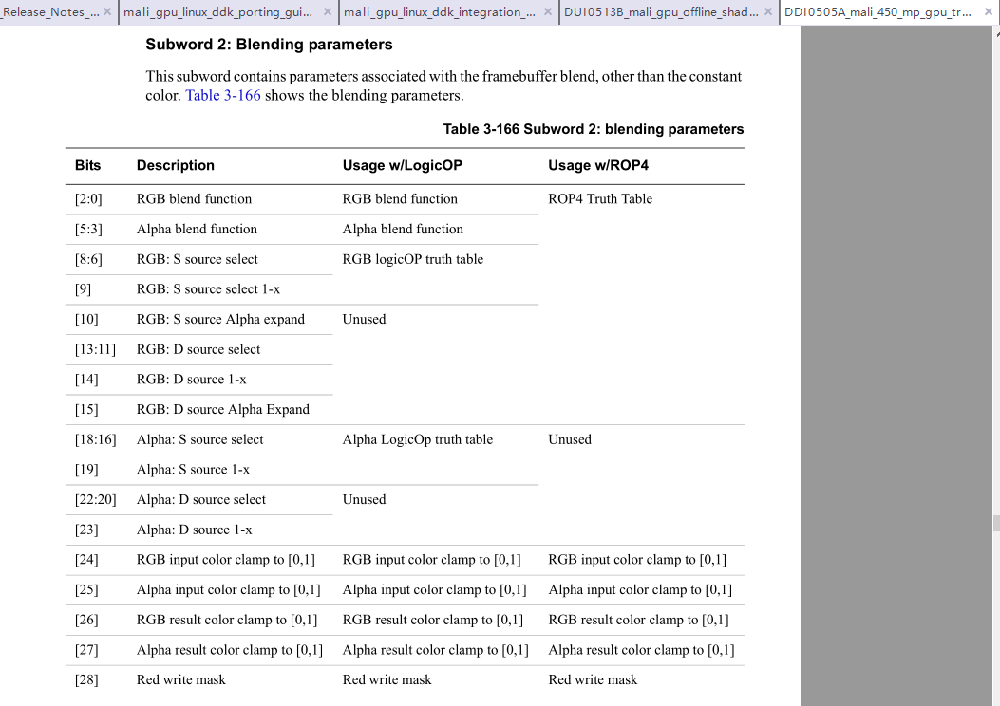 _Release_Notes_...
mali_gpu_linux_ddk_porting_gui...
mali_gpu_linux_ddk_integration_...
DUI0513B_mali_gpu_offline_shad...
DDI0505A_mali_450_mp_gpu_tr...
Subword 2: Blending parameters
This subword contains parameters associated with the framebuffer blend, other than the constant
color. Table 3-166 shows the blending parameters.
Table 3-166 Subword 2: blending parameters
Bits Description Usage w/LogicOP Usage w/ROP4
[2:0] RGB blend function RGB blend function ROP4 Truth Table
[5:3] Alpha blend function Alpha blend function
[8:6] RGB: S source select RGB logicOP truth table
[9] RGB: S source select 1-x
[10] RGB: S source Alpha expand Unused
[13:11] RGB: D source select
[14] RGB: D source 1-x
[15] RGB: D source Alpha Expand
[18:16] Alpha: S source select Alpha LogicOp truth table Unused
[19] Alpha: S source 1-x
[22:20] Alpha: D source select Unused
[23] Alpha: D source 1-x
[24] RGB input color clamp to [0,1] RGB input color clamp to [0,1] RGB input color clamp to [0,1]
[25] Alpha input color clamp to [0,1] Alpha input color clamp to [0,1] Alpha input color clamp to [0,1]
[26] RGB result color clamp to [0,1] RGB result color clamp to [0,1] RGB result color clamp to [0,1]
[27] Alpha result color clamp to [0,1] Alpha result color clamp to [0,1] Alpha result color clamp to [0,1]
[28] Red write mask Red write mask Red write mask